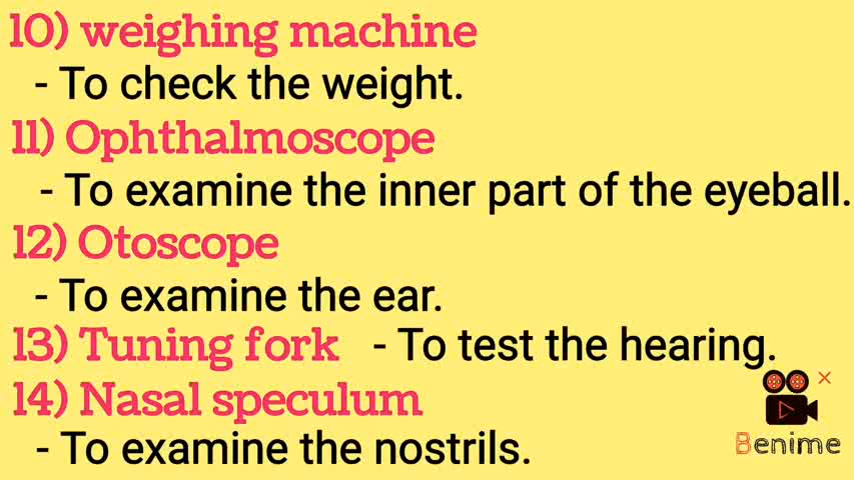 10) weighing machine
- To check the weight.
11) Ophthalmoscope
- To examine the inner part of the eyeball.
12) Otoscope
- To examine the ear.
13) Tuning fork - To test the hearing.
14) Nasal speculum
- To examine the nostrils.
Benime